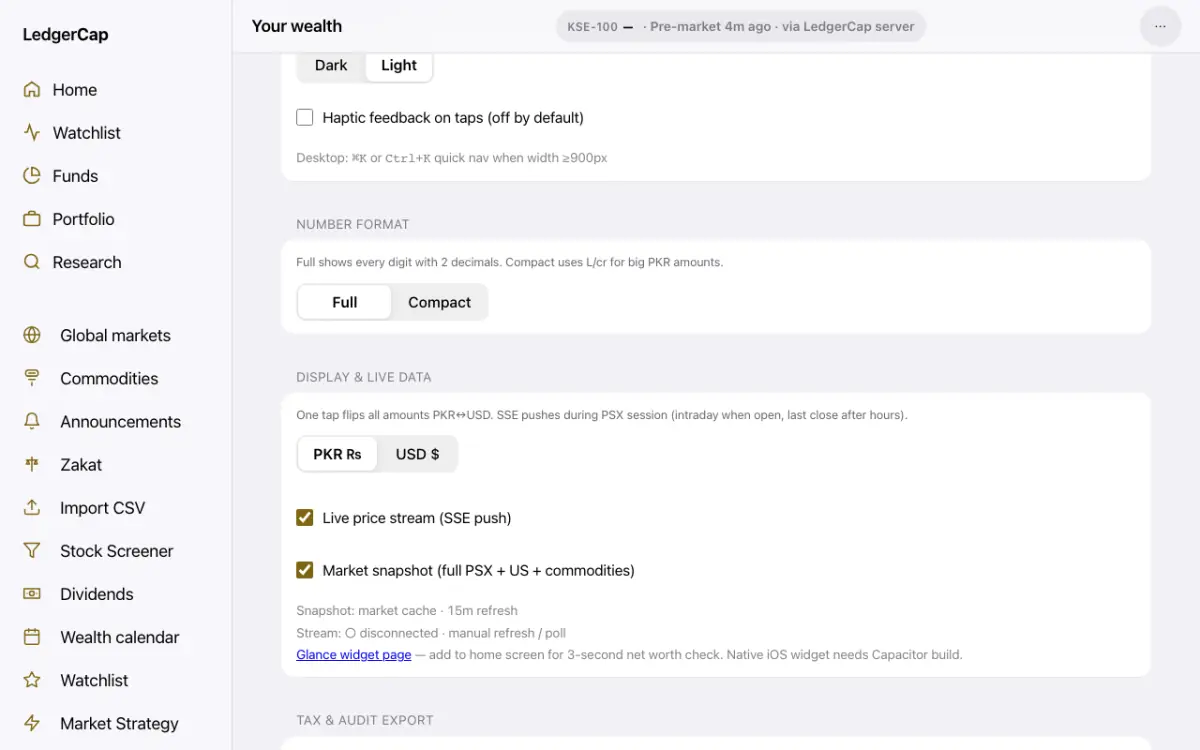 LedgerCap
Home
Watchlist
Funds
Portfolio
Research
Global markets
Commodities
Announcements
Zakat
Import CSV
Stock Screener
Dividends
Wealth calendar
Watchlist
Market Strategy
Your wealth
KSE-100 — · Pre-market 4m ago · via LedgerCap server
...
Dark Light
Haptic feedback on taps (off by default)
Desktop: ⌘K or Ctrl+K quick nav when width ≥900px
NUMBER FORMAT
Full shows every digit with 2 decimals. Compact uses L/cr for big PKR amounts.
Full Compact
DISPLAY & LIVE DATA
One tap flips all amounts PKR↔USD. SSE pushes during PSX session (intraday when open, last close after hours).
PKR ₨ USD $
Live price stream (SSE push)
Market snapshot (full PSX + US + commodities)
Snapshot: market cache · 15m refresh
Stream: ○ disconnected · manual refresh / poll
Glance widget page — add to home screen for 3-second net worth check. Native iOS widget needs Capacitor build.
TAX & AUDIT EXPORT